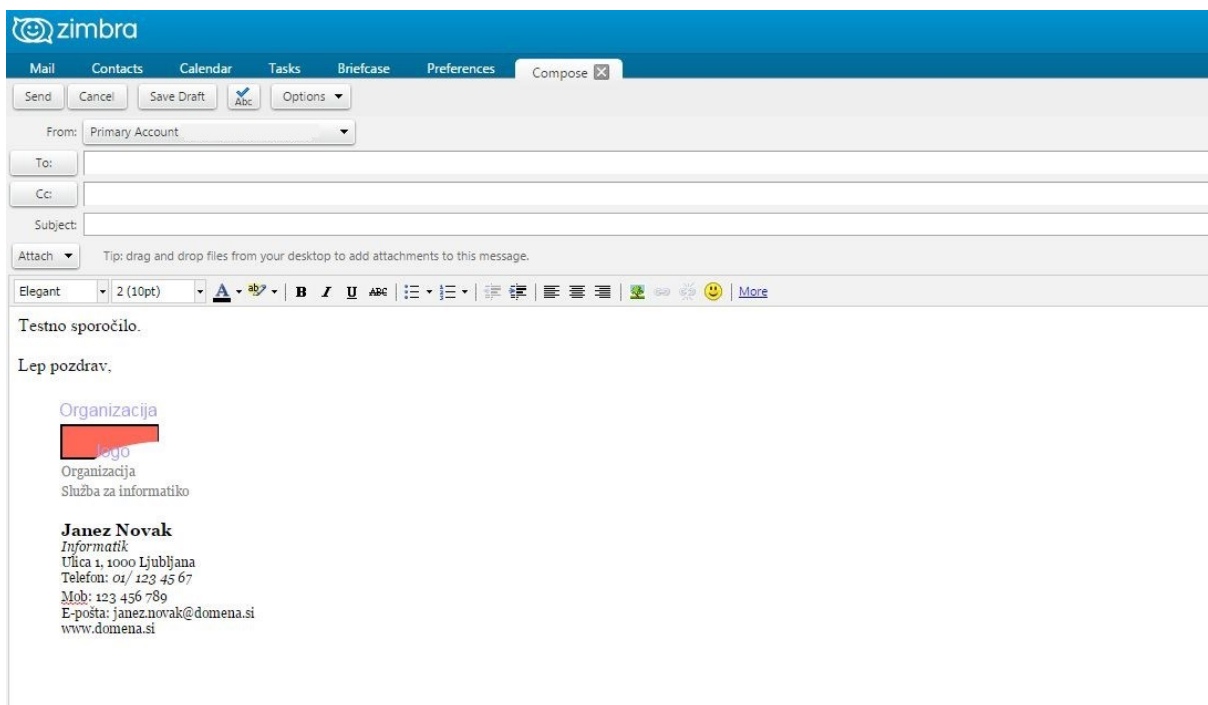 zimbra
Mail Contacts Calendar Tasks Briefcase Preferences Compose
Send Cancel Save Draft Abc Options
From: Primary Account
To:
Cc:
Subject:
Attach Tip: drag and drop files from your desktop to add attachments to this message.
Elegant 2 (10pt) A ab B I U ABC More
Testno sporočilo.
Lep pozdrav,
Organizacija
logo
Organizacija
Služba za informatiko
Janez Novak
Informatik
Ulica 1, 1000 Ljubljana
Telefon: 01/ 123 45 67
Mob: 123 456 789
E-pošta: janez.novak@domena.si
www.domena.si